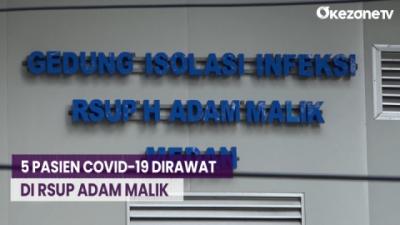 OkezoneTV
GEDUNG ISOLASI INFEKSI
RSUP H ADAM MALIK
MEDAN
5 PASIEN COVID-19 DIRAWAT
DI RSUP ADAM MALIK